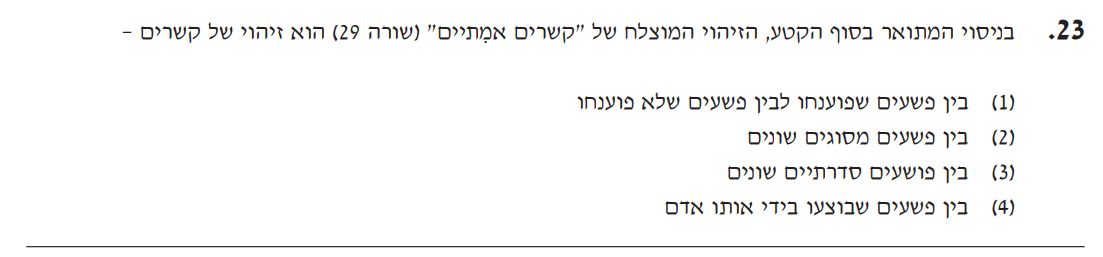 23. בניסוי המתואר בסוף הקטע, הזיהוי המוצלח של "קשרים אמִתיים" (שורה 29) הוא זיהוי של קשרים –
(1) בין פשעים שפוענחו לבין פשעים שלא פוענחו
(2) בין פשעים מסוגים שונים
(3) בין פושעים סדרתיים שונים
(4) בין פשעים שבוצעו בידי אותו אדם